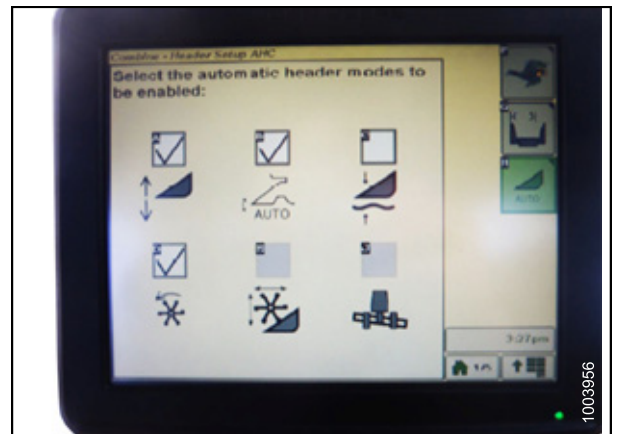 Combine - Header Setup AHC
Select the automatic header modes to
be enabled:
AUTO
AUTO
3:27pm
1003956